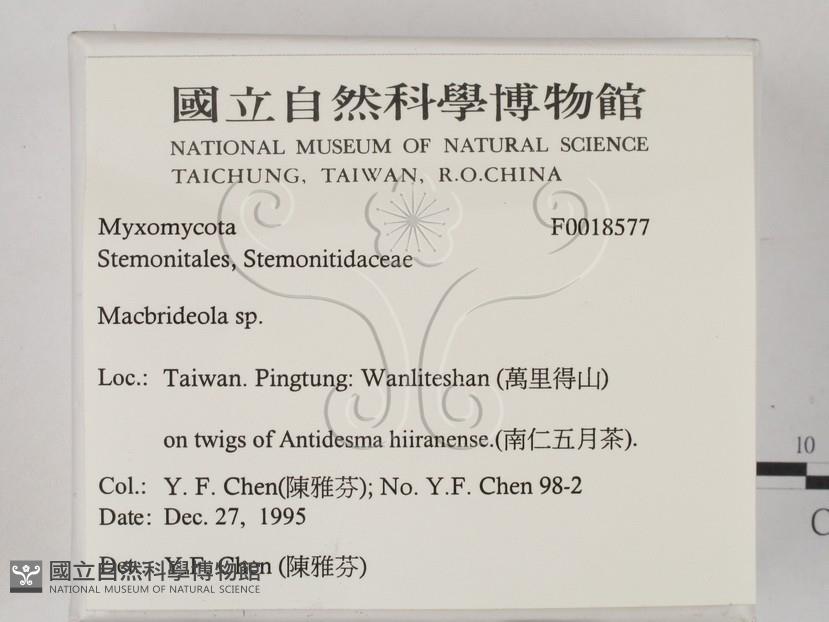 國立自然科學博物館
NATIONAL MUSEUM OF NATURAL SCIENCE
TAICHUNG, TAIWAN, R.O.CHINA
Myxomycota F0018577
Stemonitales, Stemonitidaceae
Macbrideola sp.
Loc.: Taiwan. Pingtung: Wanliteshan (萬里得山)
on twigs of Antidesma hiiranense.(南仁五月茶).
Col.: Y. F. Chen(陳雅芬); No. Y.F. Chen 98-2
Date: Dec. 27, 1995
Det.: Y.F. Chen (陳雅芬)
國立自然科學博物館
NATIONAL MUSEUM OF NATURAL SCIENCE
10